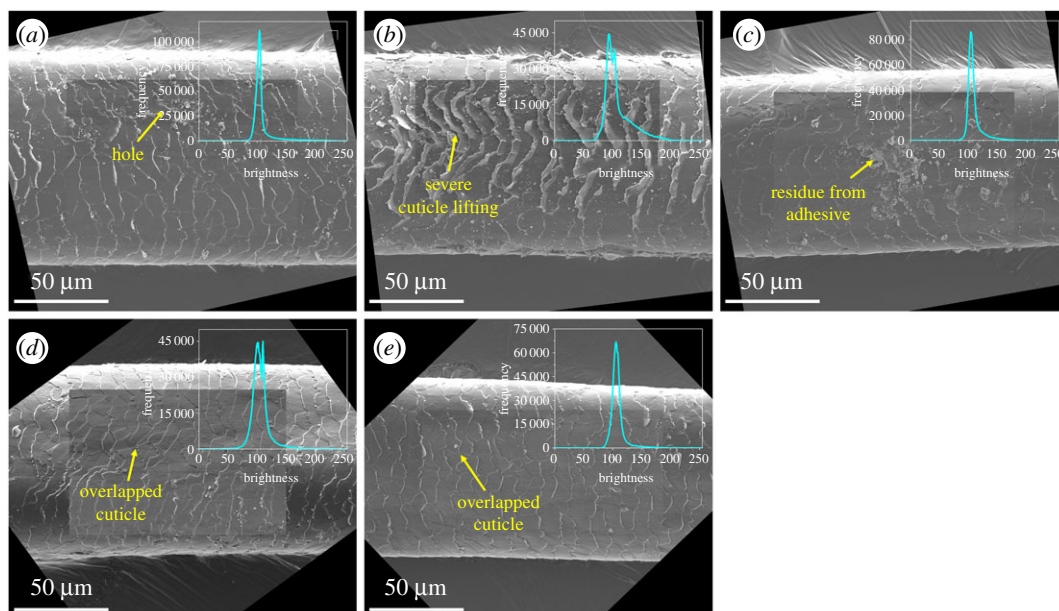 (a)
100 000
75 000
50 000
25 000
0
frequency
0 50 100 150 200 250
brightness
hole
50 µm
(b)
45 000
30 000
15 000
0
frequency
0 50 100 150 200 250
brightness
severe
cuticle lifting
50 µm
(c)
80 000
60 000
40 000
20 000
0
frequency
0 50 100 150 200 250
brightness
residue from
adhesive
50 µm
(d)
45 000
30 000
15 000
0
frequency
0 50 100 150 200 250
brightness
overlapped
cuticle
50 µm
(e)
75 000
60 000
45 000
30 000
15 000
0
frequency
0 50 100 150 200 250
brightness
overlapped
cuticle
50 µm